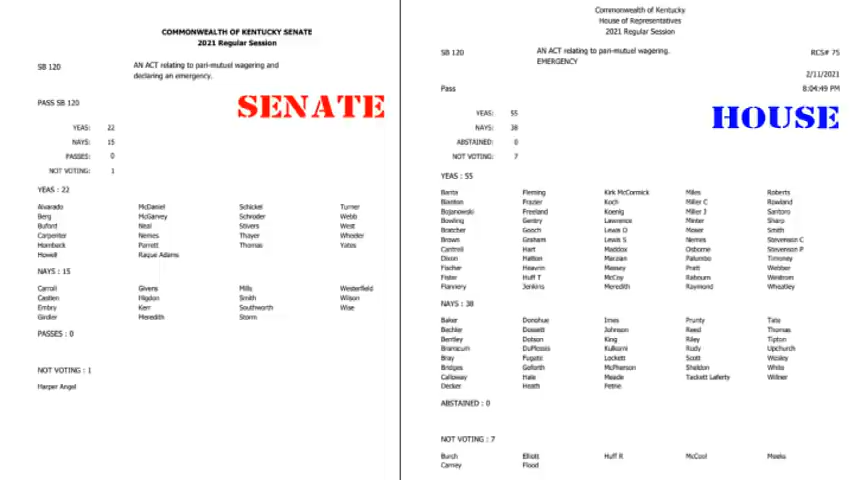 COMMONWEALTH OF KENTUCKY SENATE
2021 Regular Session
SB 120
AN ACT relating to pari-mutuel wagering and
declaring an emergency.
PASS SB 120
SENATE
YEAS: 22
NAYS: 15
PASSES: 0
NOT VOTING: 1
YEAS : 22
Alvarado McDaniel Schickel Turner
Berg McGarvey Schroder Webb
Buford Neal Stivers West
Carpenter Nemes Thayer Wheeler
Hornback Parrett Thomas Yates
Howell Raque Adams
NAYS : 15
Carroll Givens Mills Westerfield
Castlen Higdon Smith Wilson
Embry Kerr Southworth Wise
Girdler Meredith Storm
PASSES : 0
NOT VOTING : 1
Harper Angel
Commonwealth of Kentucky
House of Representatives
2021 Regular Session
SB 120
AN ACT relating to pari-mutuel wagering.
RCS# 75
EMERGENCY
2/11/2021
Pass
8:04:49 PM
HOUSE
YEAS: 55
NAYS: 38
ABSTAINED: 0
NOT VOTING: 7
YEAS : 55
Banta Fleming Kirk McCormick Miles Roberts
Blanton Frazier Koch Miller C Rowland
Bojanowski Freeland Koenig Miller J Santoro
Bowling Gentry Lawrence Minter Sharp
Bratcher Gooch Lewis D Moser Smith
Brown Graham Lewis S Nemes Stevenson C
Cantrell Hart Maddox Osborne Stevenson P
Dixon Hatton Marzian Palumbo Timoney
Fischer Heavrin Massey Pratt Webber
Fister Huff T McCoy Rabourn Westrom
Flannery Jenkins Meredith Raymond Wheatley
NAYS : 38
Baker Donohue Imes Prunty Tate
Bechler Dossett Johnson Reed Thomas
Bentley Dotson King Riley Tipton
Branscum DuPlessis Kulkarni Rudy Upchurch
Bray Fugate Lockett Scott Wesley
Bridges Goforth McPherson Sheldon White
Calloway Hale Meade Tackett Laferty Willner
Decker Heath Petrie
ABSTAINED : 0
NOT VOTING : 7
Burch Elliott Huff R McCool Meeks
Carney Flood